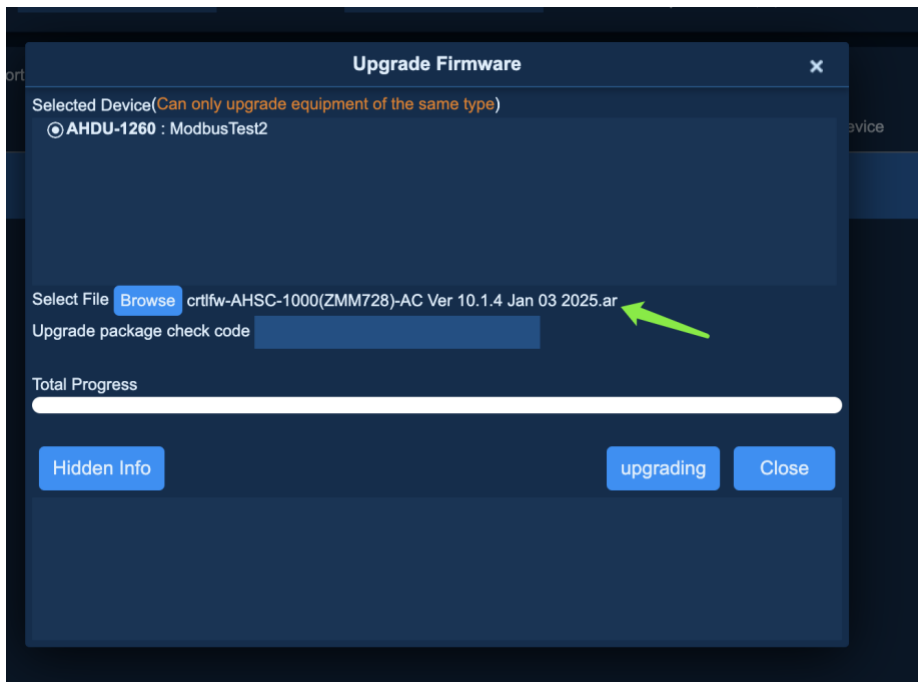 Upgrade Firmware ×
ort
Selected Device(Can only upgrade equipment of the same type)
AHDU-1260 : ModbusTest2
evice
Select File Browse crtlfw-AHSC-1000(ZMM728)-AC Ver 10.1.4 Jan 03 2025.ar
Upgrade package check code
Total Progress
Hidden Info upgrading Close